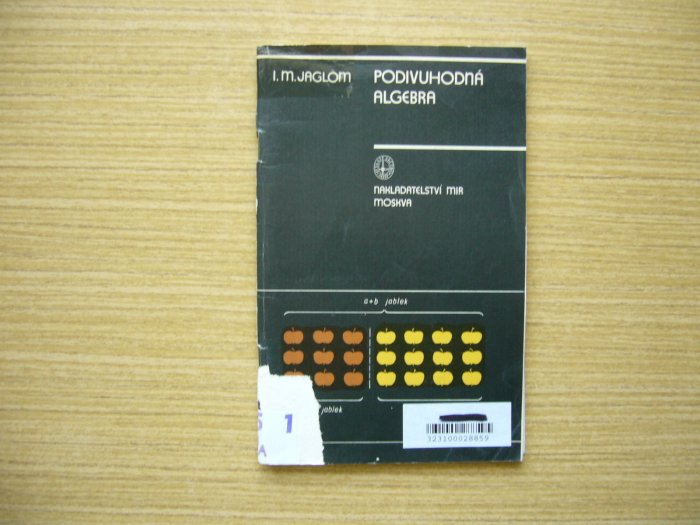 I. M. JAGLOM
PODIVUHODNÁ
ALGEBRA
NAKLADATELSTVÍ MIR
MOSKVA
a+b jablek
jablek
1
A
323100028859